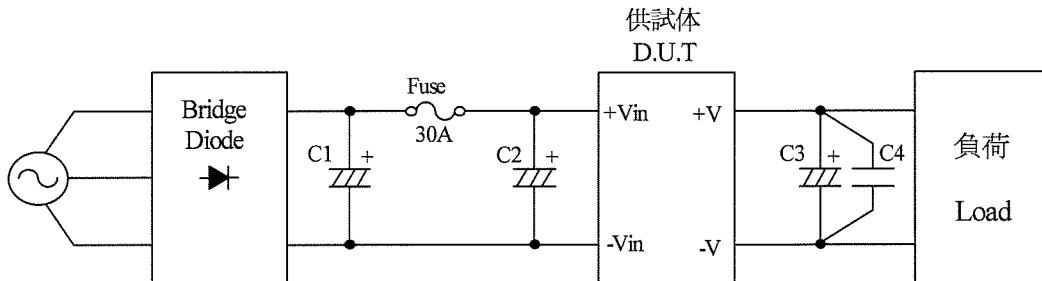 供試体
D.U.T
Bridge
Diode
Fuse
30A
C1
+
C2
+
+Vin
-Vin
+V
-V
C3
+
C4
負荷
Load